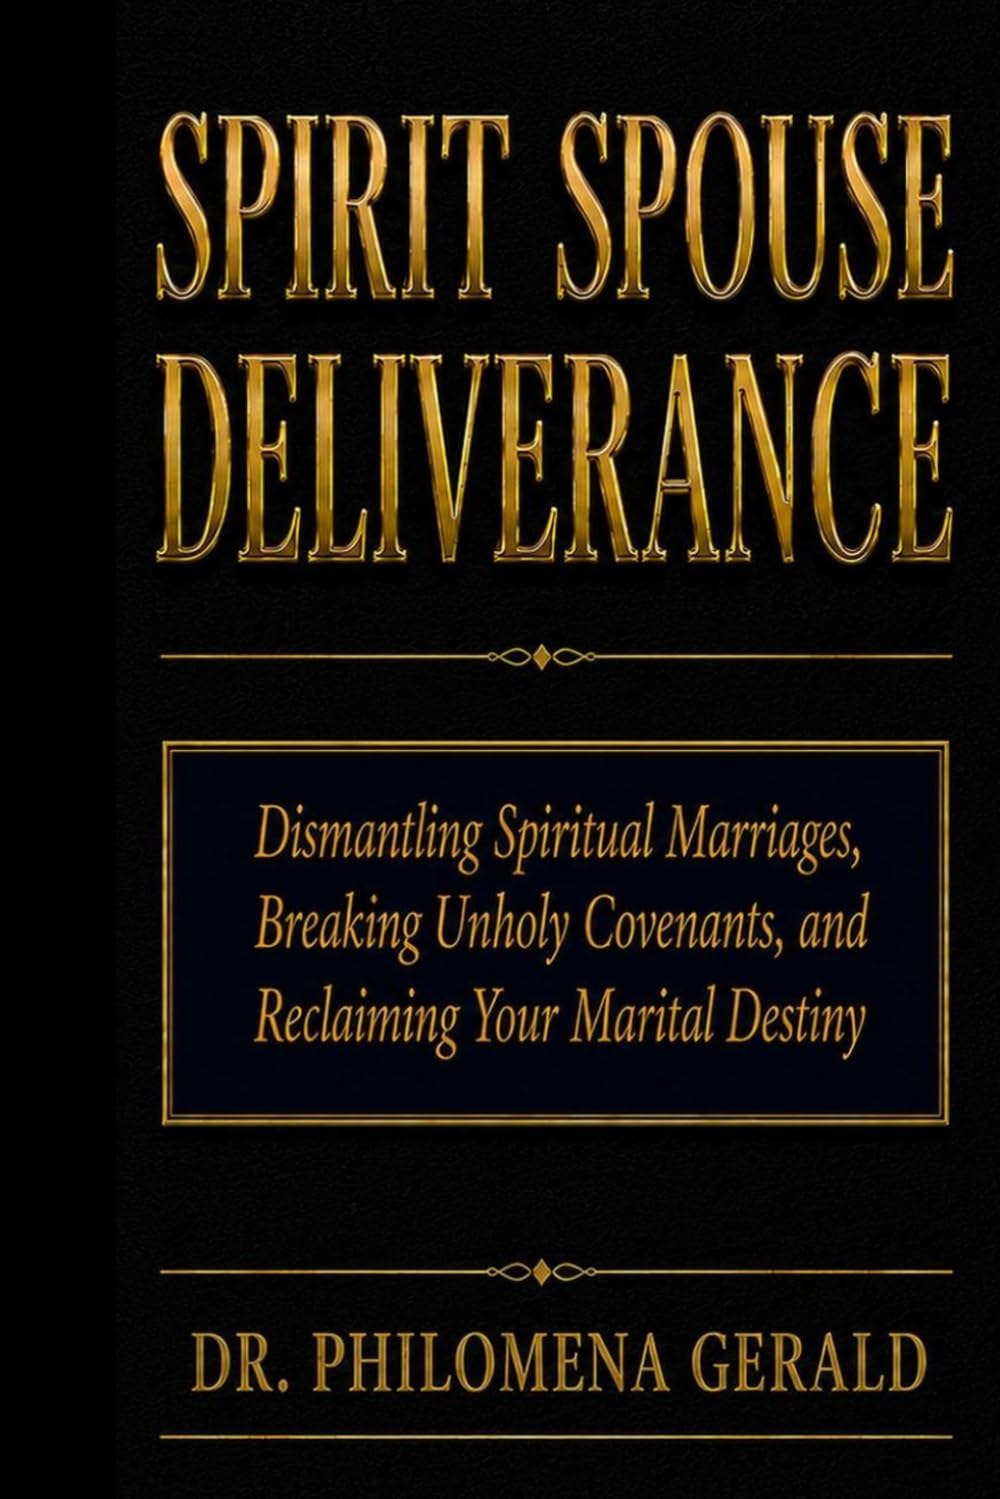 SPIRIT SPOUSE
DELIVERANCE
Dismantling Spiritual Marriages,
Breaking Unholy Covenants, and
Reclaiming Your Marital Destiny
DR. PHILOMENA GERALD